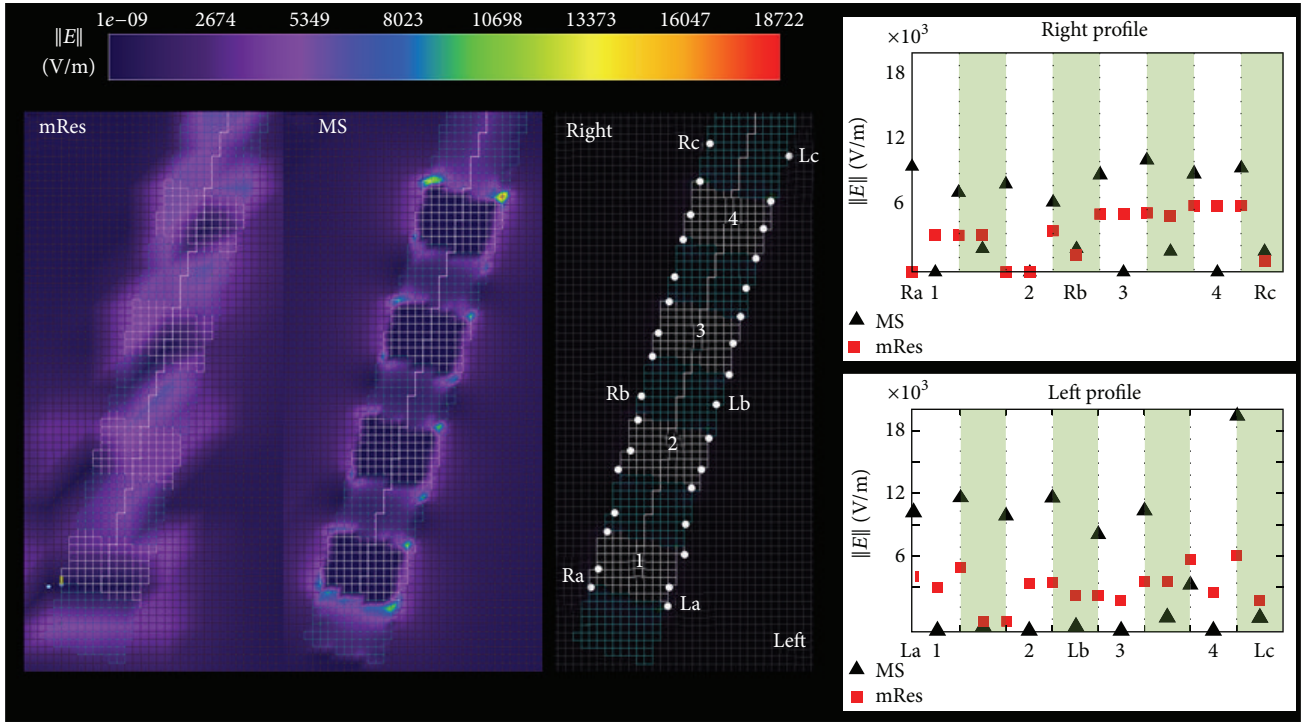 1e−09 2674 5349 8023 10698 13373 16047 18722
‖E‖
(V/m)
mRes
MS
Right
Rc
Lc
4
3
Rb
Lb
2
1
Ra
La
Left
Right profile
×10³
18
12
6
‖E‖ (V/m)
Ra 1 2 Rb 3 4 Rc
MS
mRes
Left profile
×10³
18
12
6
‖E‖ (V/m)
La 1 2 Lb 3 4 Lc
MS
mRes